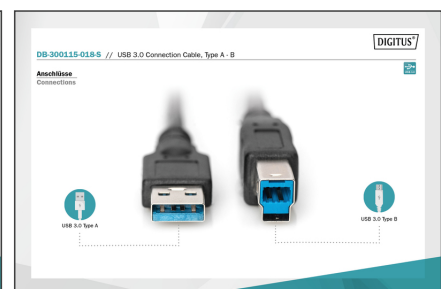 DIGITUS®
DB-300115-018-S // USB 3.0 Connection Cable, Type A - B
Anschlüsse
Connections
USB 3.0 Type A
USB 3.0 Type B